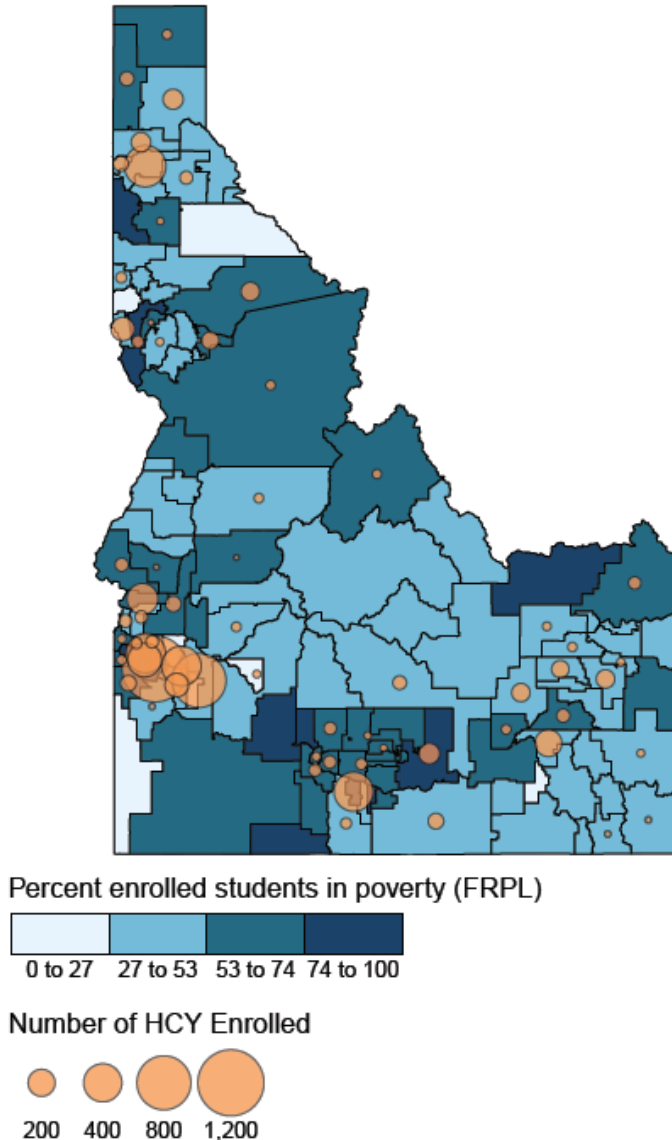 Percent enrolled students in poverty (FRPL)
0 to 27 27 to 53 53 to 74 74 to 100
Number of HCY Enrolled
200 400 800 1,200